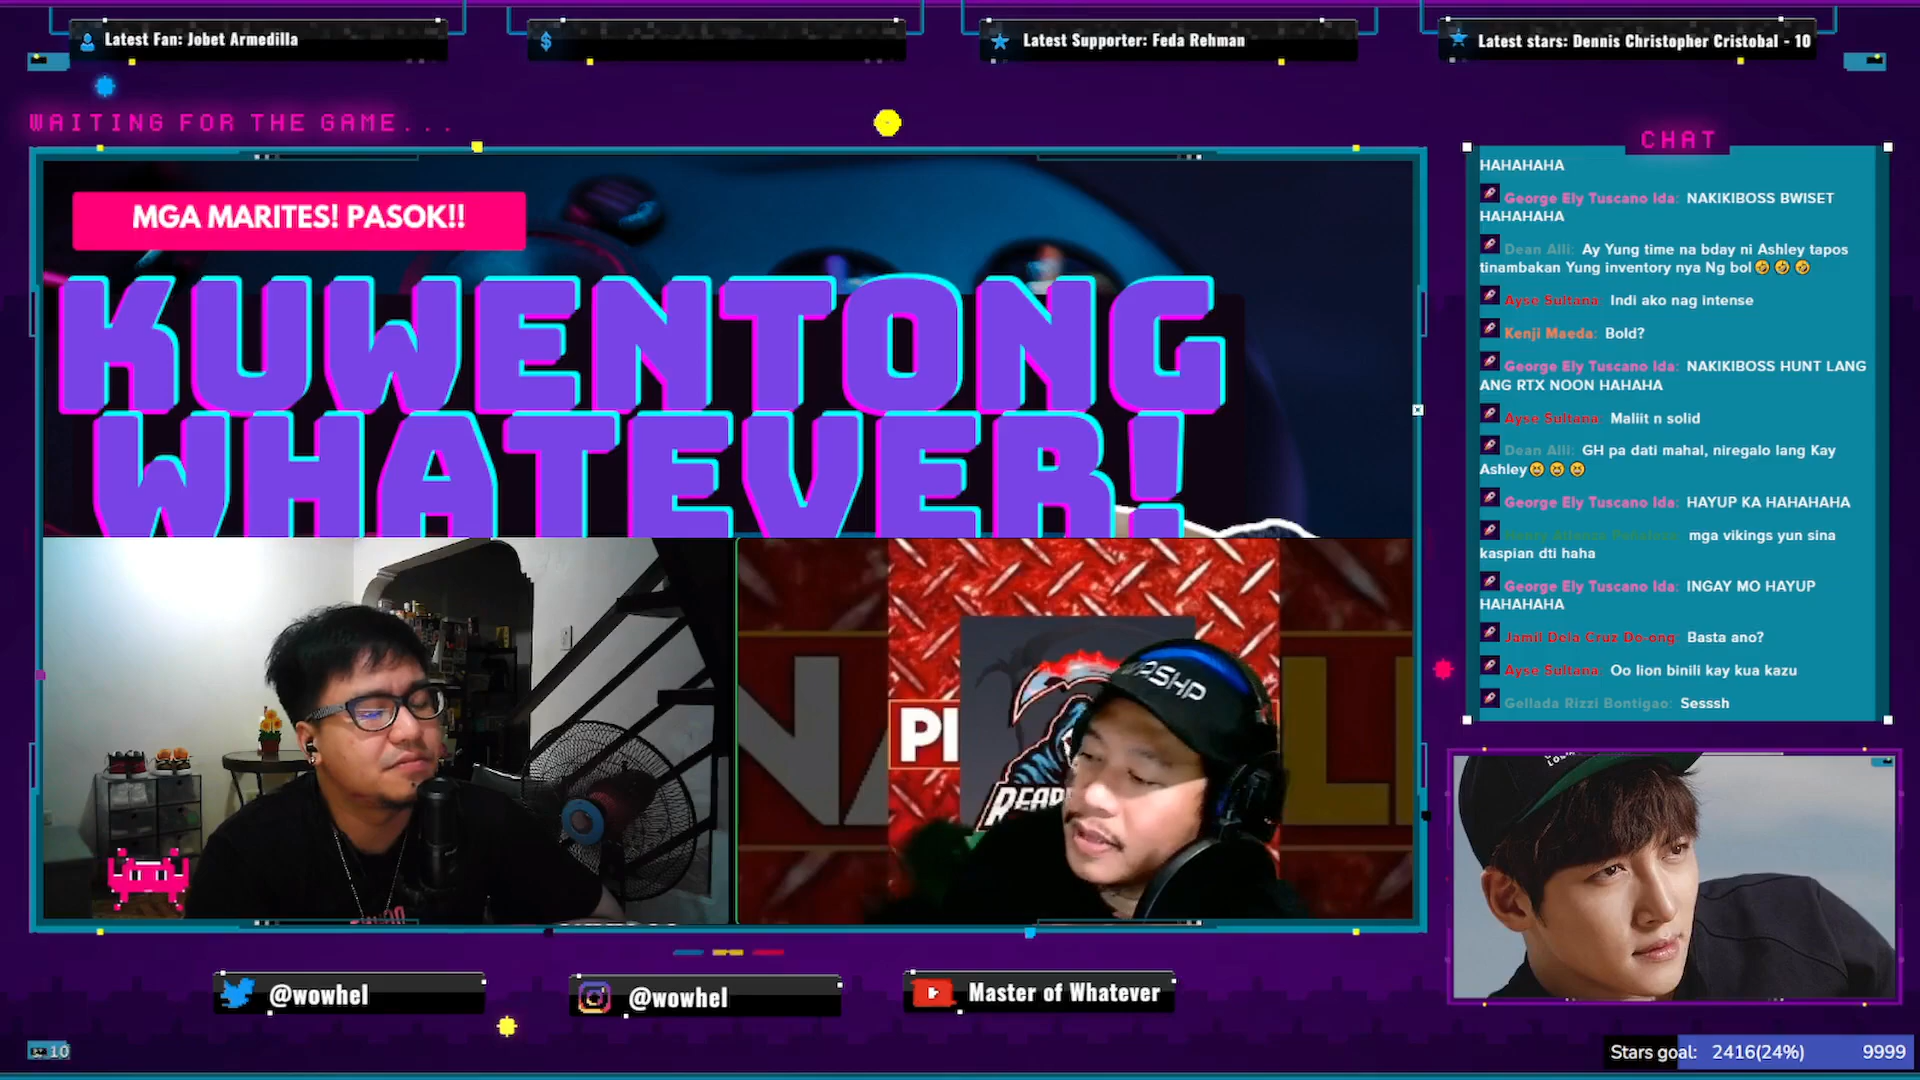 Latest Fan: Jobet Armedilla
$
Latest Supporter: Feda Rehman
Latest stars: Dennis Christopher Cristobal - 10
WAITING FOR THE GAME...
MGA MARITES! PASOK!!
KUWENTONG
WHATEVER!
PI
REAP
CHAT
HAHAHAHA
George Ely Tuscano Ida: NAKIKIBOSS BWISET
HAHAHAHA
Dean Alli: Ay Yung time na bday ni Ashley tapos
tinambakan Yung inventory nya Ng bol🤣🤣🤣
Ayse Sultana: Indi ako nag intense
Kenji Maeda: Bold?
George Ely Tuscano Ida: NAKIKIBOSS HUNT LANG
ANG RTX NOON HAHAHA
Ayse Sultana: Maliit n solid
Dean Alli: GH pa dati mahal, niregalo lang Kay
Ashley😆😆😆
George Ely Tuscano Ida: HAYUP KA HAHAHAHA
mga vikings yun sina
kaspian dti haha
George Ely Tuscano Ida: INGAY MO HAYUP
HAHAHAHA
Jamil Dela Cruz Do-ong: Basta ano?
Ayse Sultana: Oo lion binili kay kua kazu
Gellada Rizzi Bontigao: Sesssh
@wowhel
@wowhel
Master of Whatever
10
Stars goal: 2416(24%) 9999